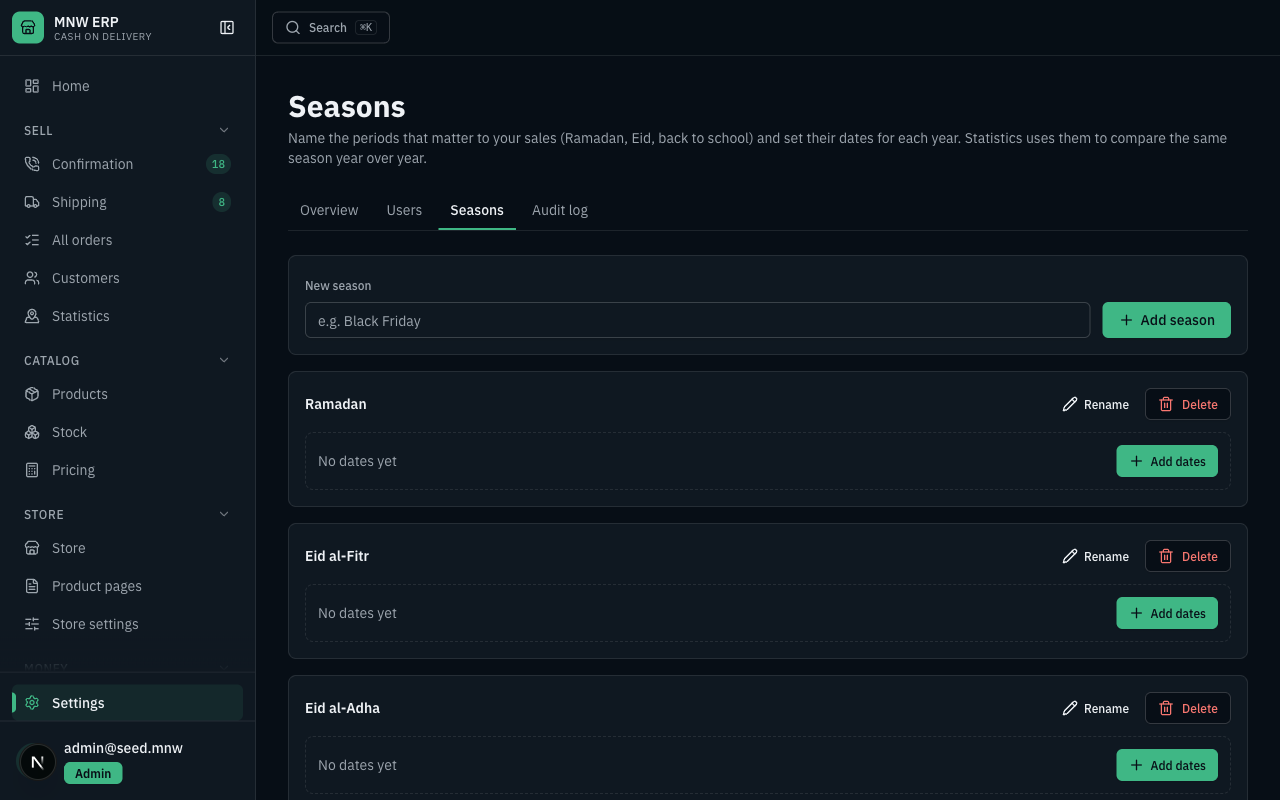 MNW ERP
CASH ON DELIVERY
Search ⌘K
Home
SELL
Confirmation 18
Shipping 8
All orders
Customers
Statistics
CATALOG
Products
Stock
Pricing
STORE
Store
Product pages
Store settings
MONEY
Settings
N
admin@seed.mnw
Admin
Seasons
Name the periods that matter to your sales (Ramadan, Eid, back to school) and set their dates for each year. Statistics uses them to compare the same
season year over year.
Overview Users Seasons Audit log
New season
e.g. Black Friday + Add season
Ramadan Rename Delete
No dates yet + Add dates
Eid al-Fitr Rename Delete
No dates yet + Add dates
Eid al-Adha Rename Delete
No dates yet + Add dates